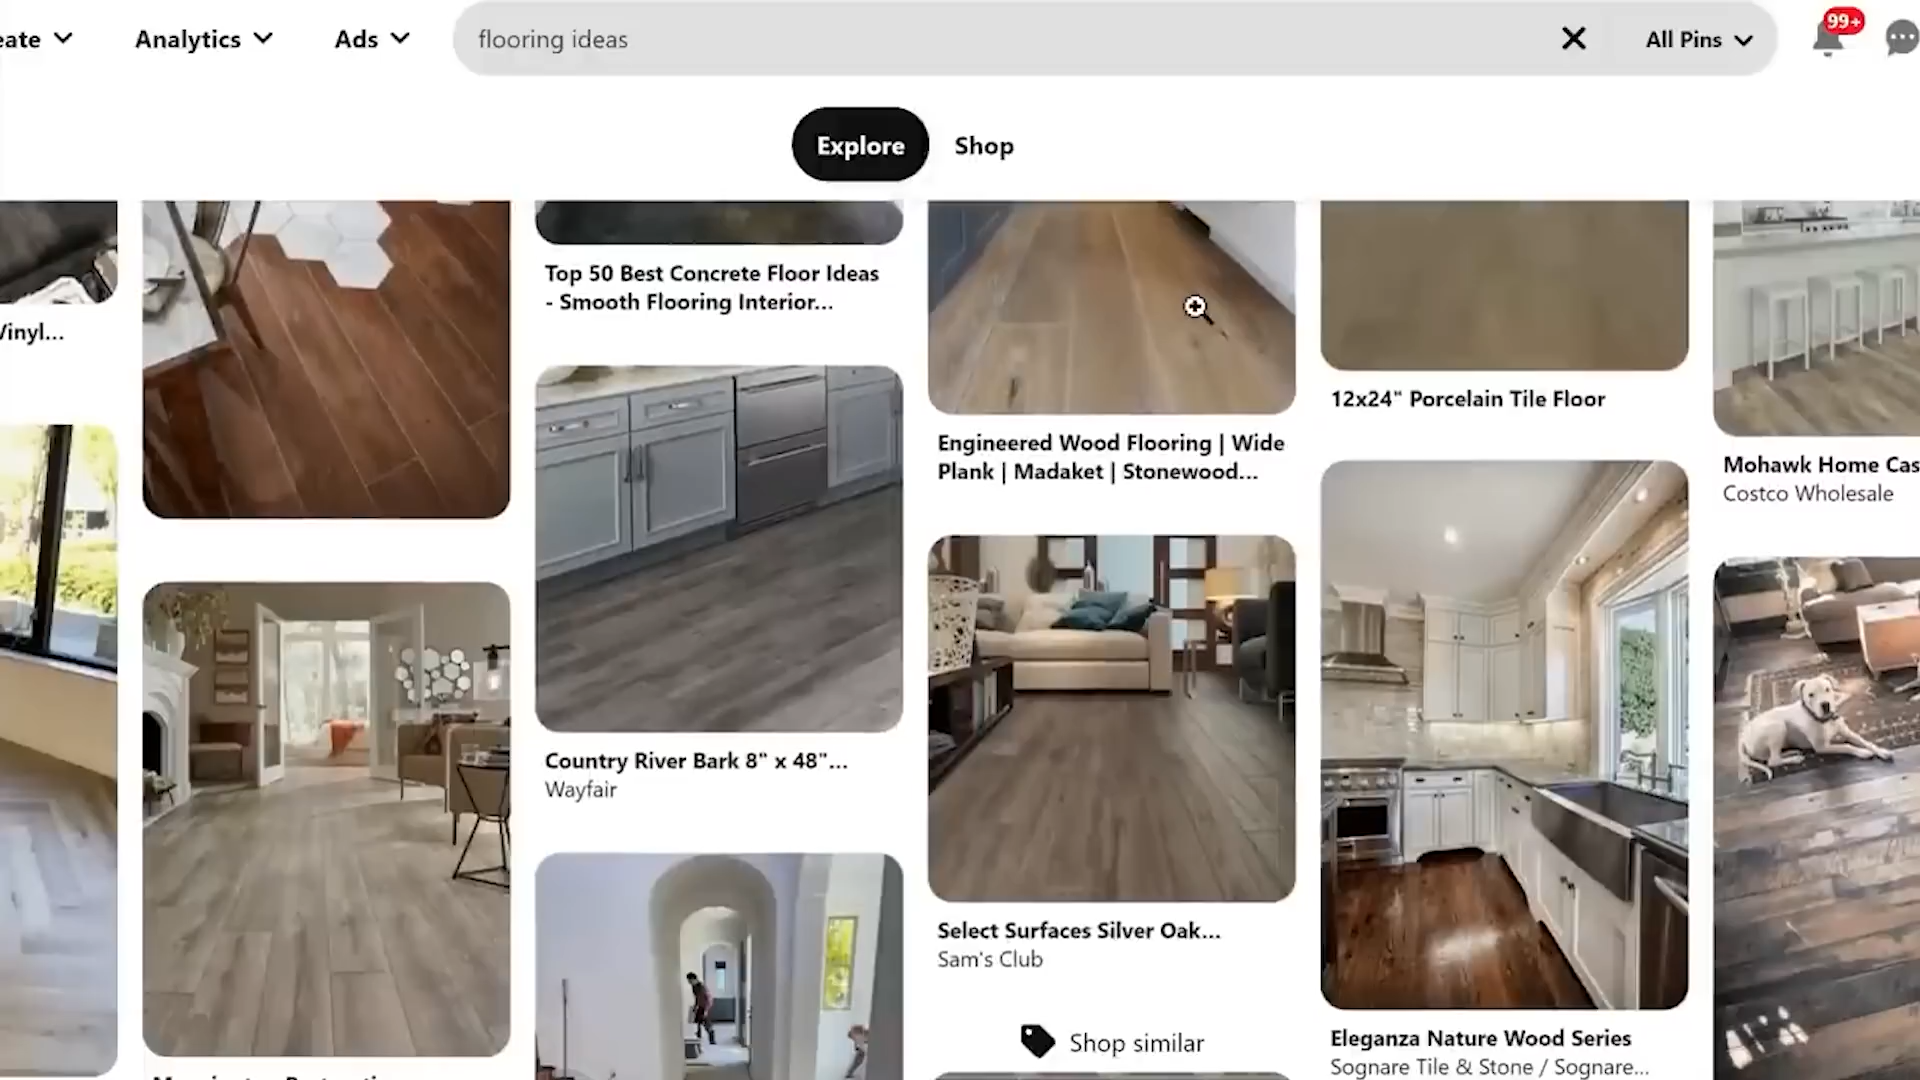 eate
Analytics
Ads
flooring ideas
All Pins
99+
Explore
Shop
Vinyl...
Top 50 Best Concrete Floor Ideas
- Smooth Flooring Interior...
Country River Bark 8" x 48"...
Wayfair
Engineered Wood Flooring | Wide
Plank | Madaket | Stonewood...
Select Surfaces Silver Oak...
Sam's Club
Shop similar
12x24" Porcelain Tile Floor
Eleganza Nature Wood Series
Sognare Tile & Stone / Sognare...
Mohawk Home Cas
Costco Wholesale